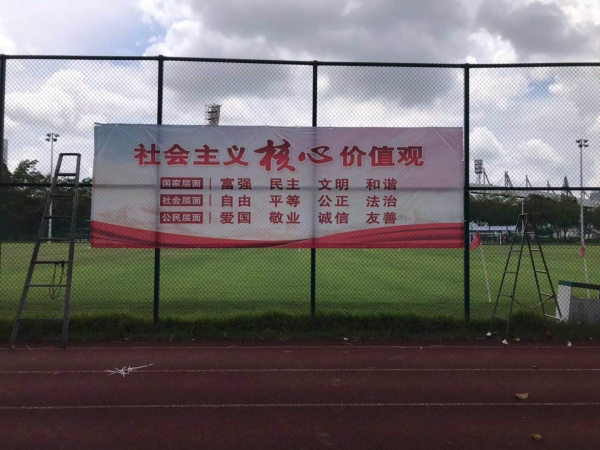 社会主义核心价值观
国家层面 富强 民主 文明 和谐
社会层面 自由 平等 公正 法治
公民层面 爱国 敬业 诚信 友善